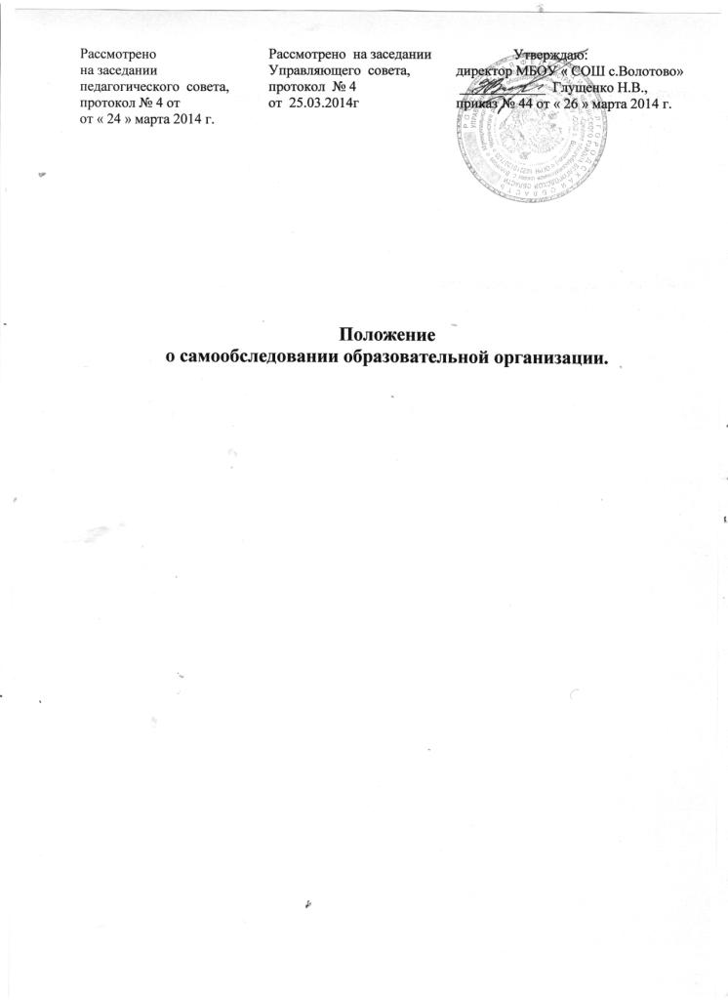 Рассмотрено
на заседании
педагогического совета,
протокол № 4 от
от « 24 » марта 2014 г.
Рассмотрено на заседании
Управляющего совета,
протокол № 4
от 25.03.2014г
Утверждаю:
директор МБОУ « СОШ с.Волотово»
Глущенко Н.В.,
приказ № 44 от « 26 » марта 2014 г.
Положение
о самообследовании образовательной организации.